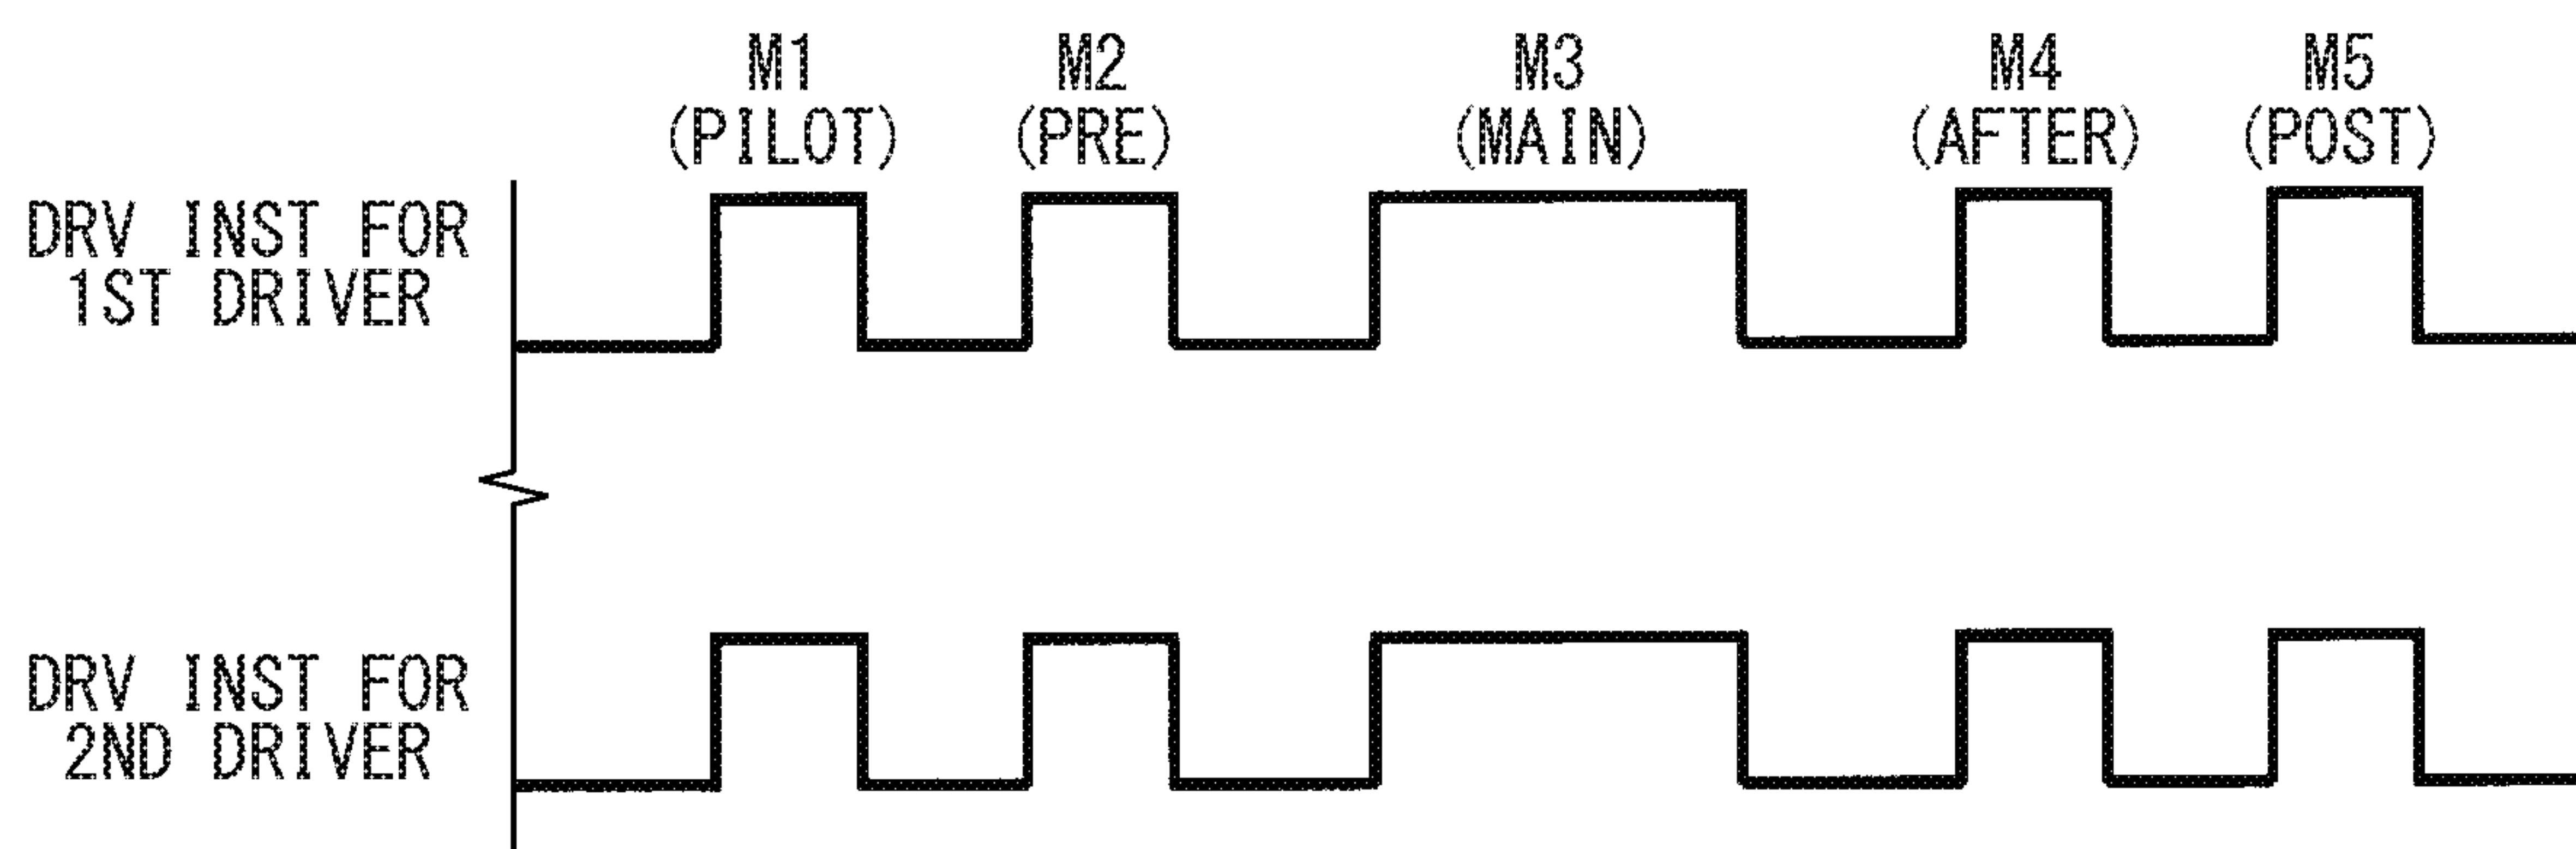 M1
(PILOT)
M2
(PRE)
M3
(MAIN)
M4
(AFTER)
M5
(POST)
DRV INST FOR
1ST DRIVER
DRV INST FOR
2ND DRIVER